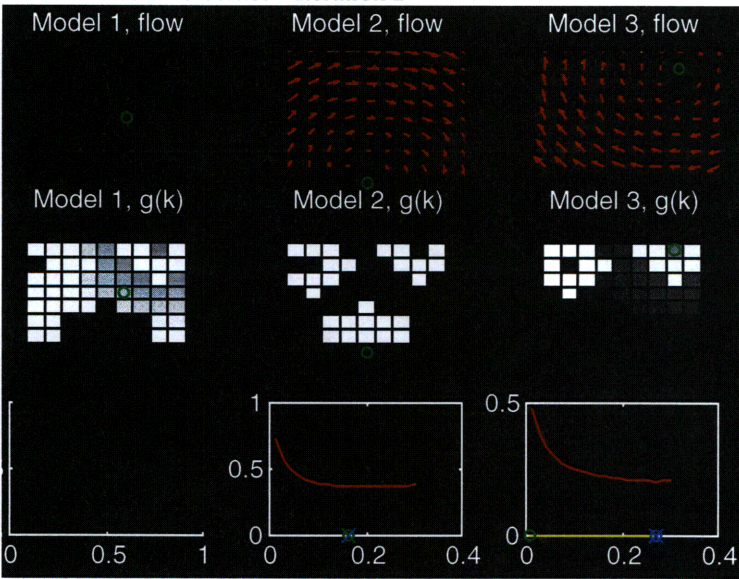 Model 1, flow
Model 2, flow
Model 3, flow
Model 1, g(k)
Model 2, g(k)
Model 3, g(k)
0
0.5
1
1
0.5
0
0
0.2
0.4
0.5
0
0
0.2
0.4